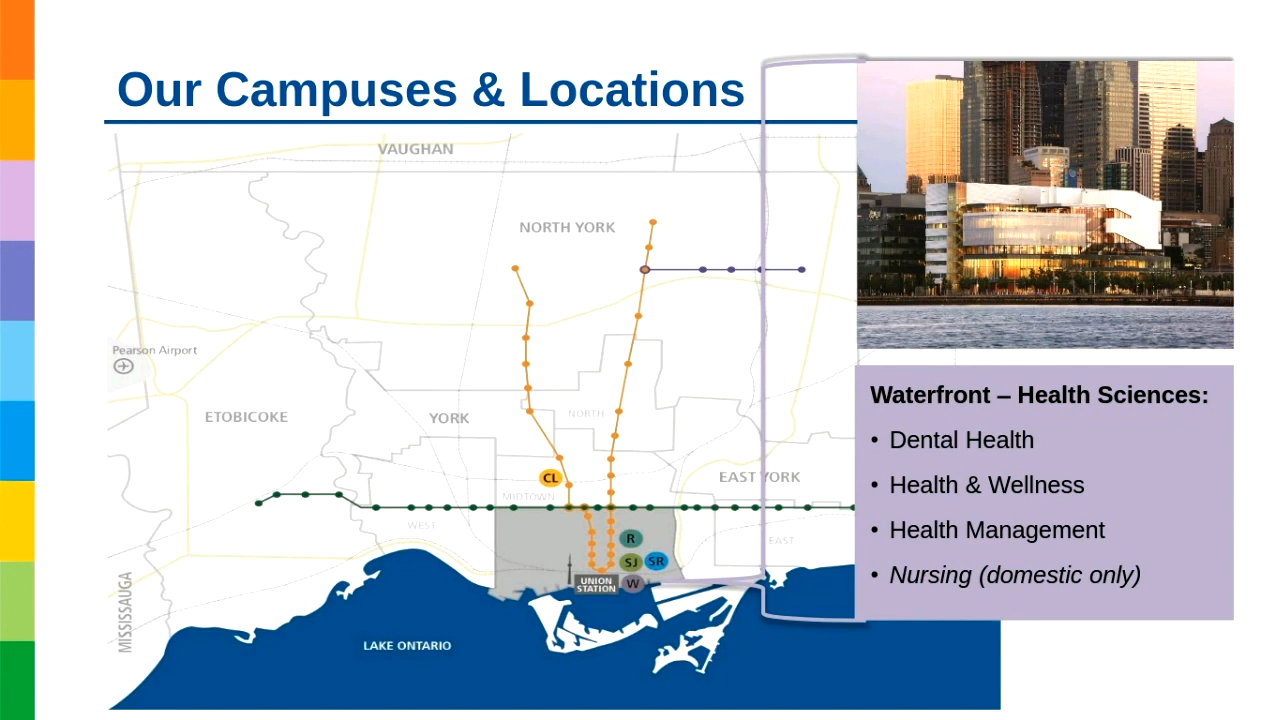 Our Campuses & Locations
VAUGHAN
NORTH YORK
Pearson Airport
ETOBICOKE
YORK
NORTH
CL
MIDTOWN
EAST YORK
WEST
EAST
R
SJ
SR
W
UNION
STATION
MISSISSAUGA
LAKE ONTARIO
Waterfront – Health Sciences:
• Dental Health
• Health & Wellness
• Health Management
• Nursing (domestic only)